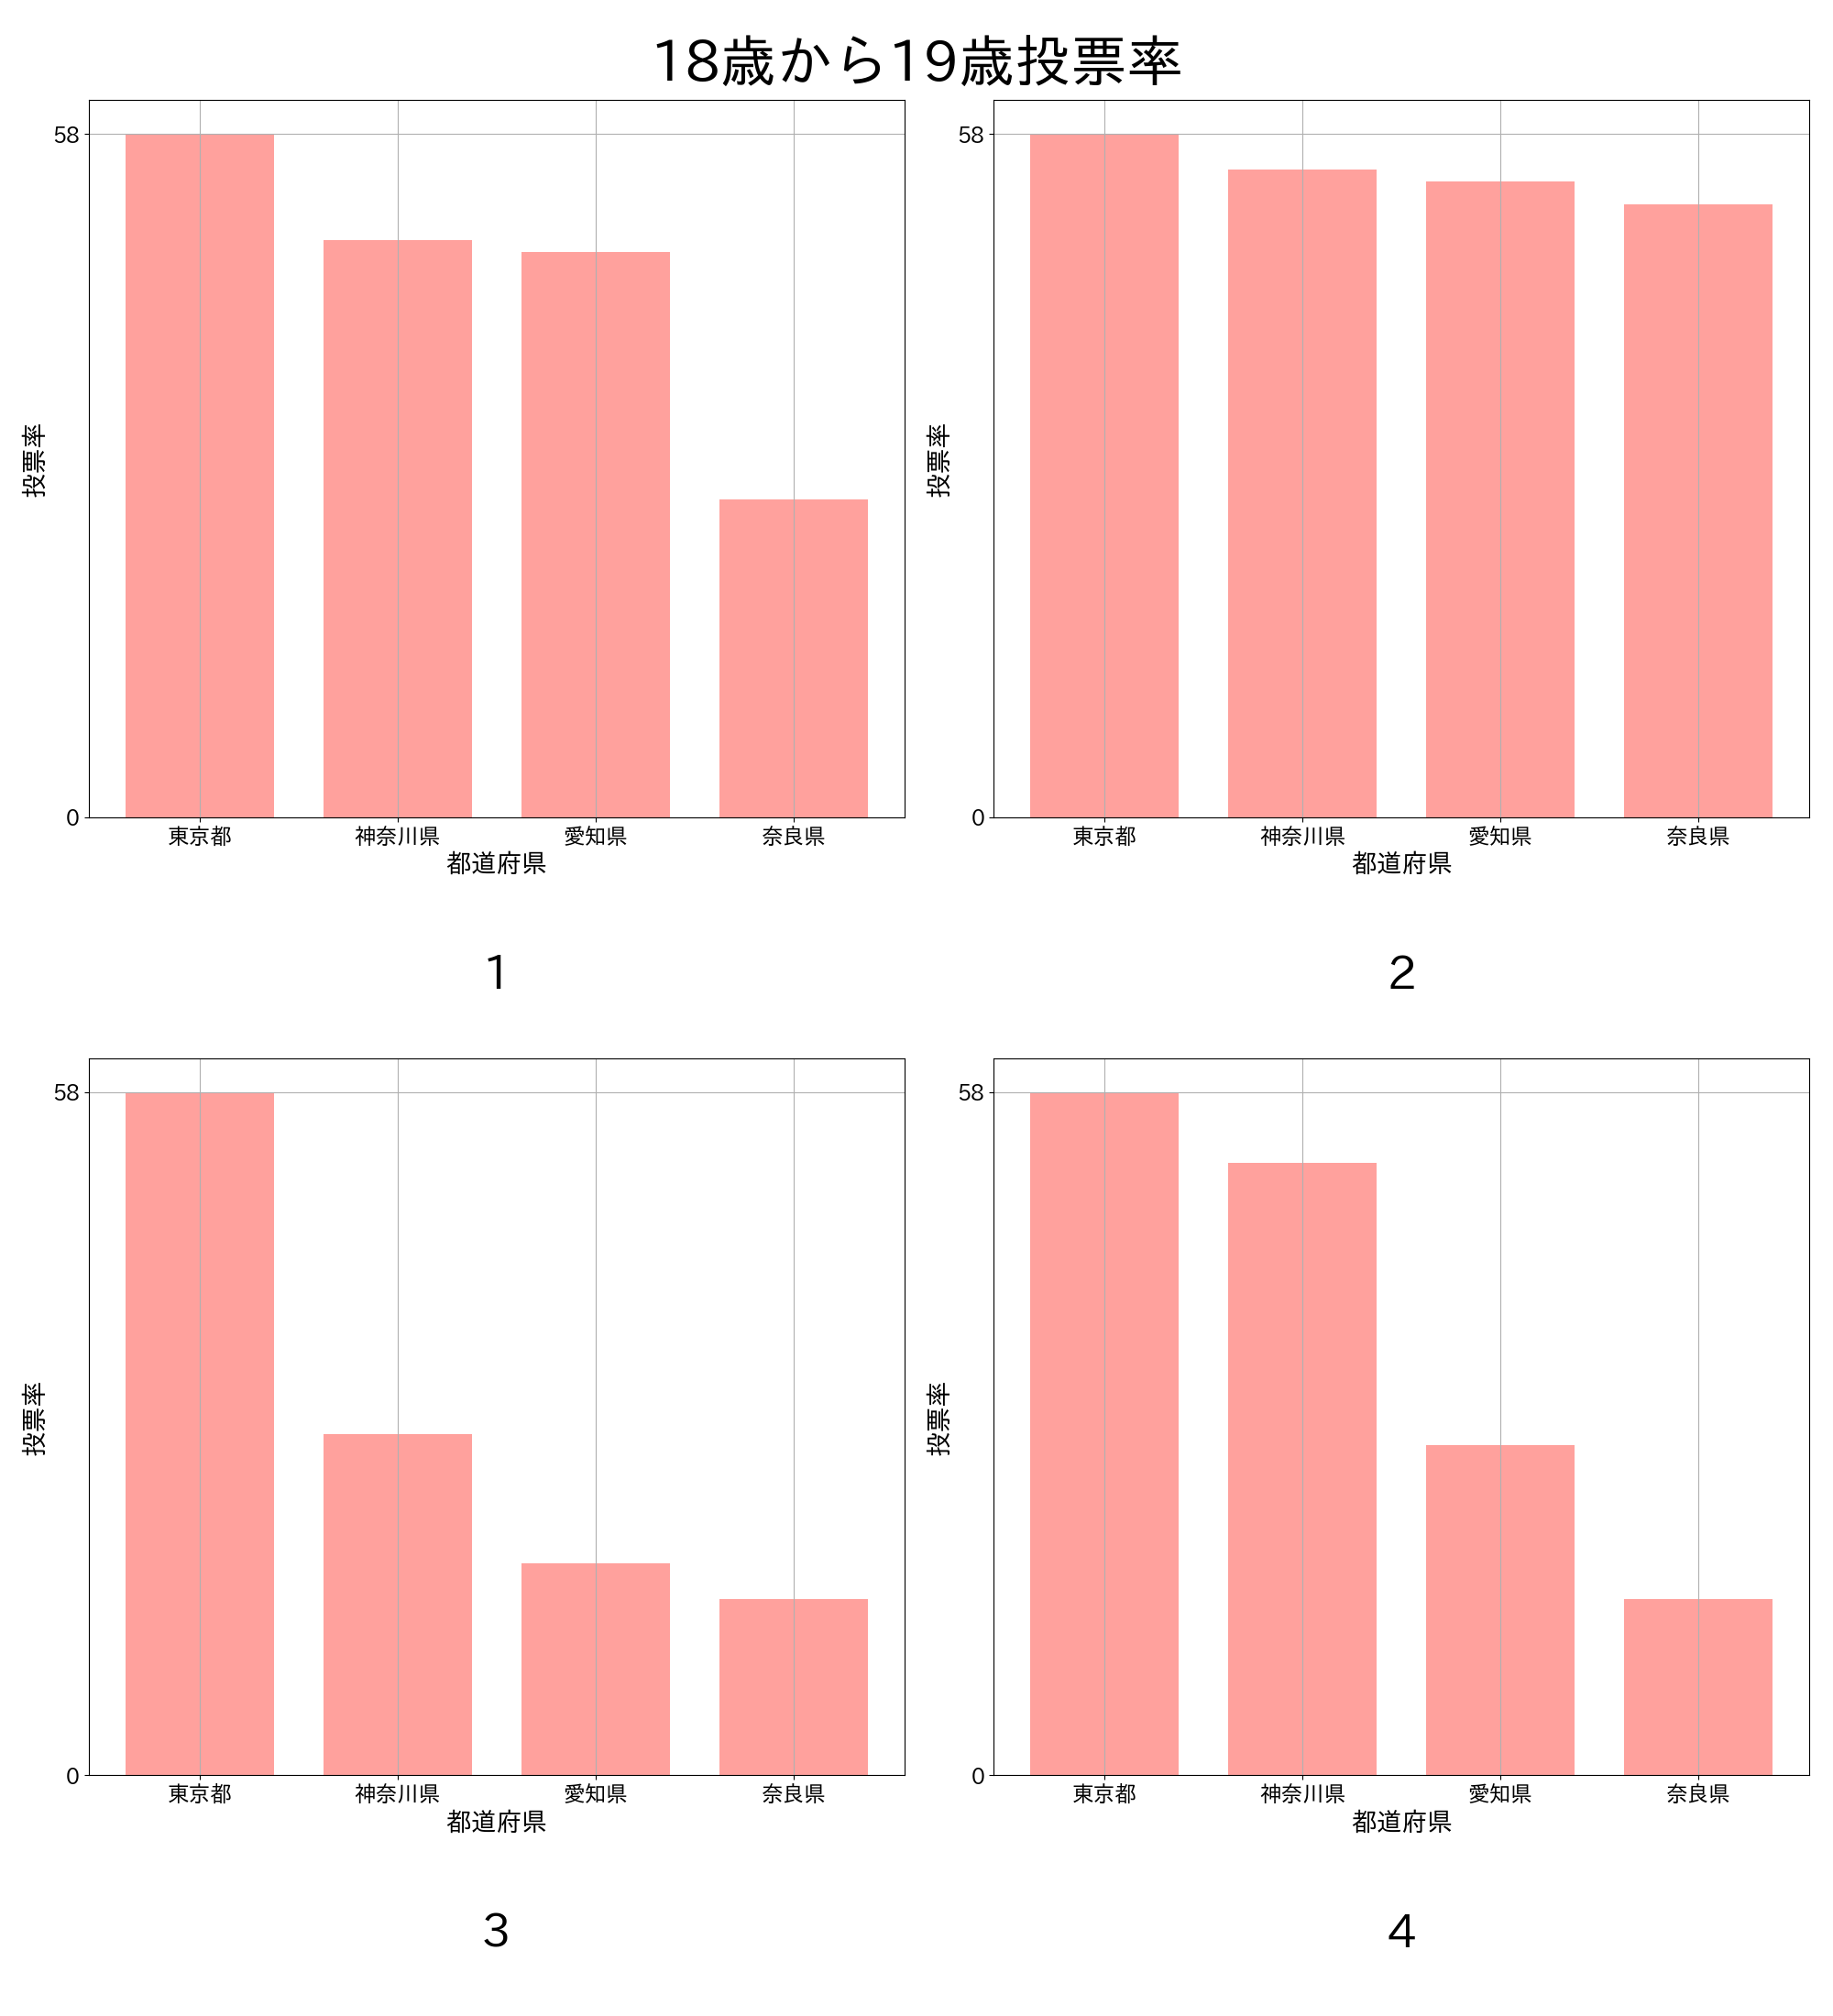 18歳から19歳投票率
58
0
投票率
東京都 神奈川県 愛知県 奈良県
都道府県
1
58
0
投票率
東京都 神奈川県 愛知県 奈良県
都道府県
2
58
0
投票率
東京都 神奈川県 愛知県 奈良県
都道府県
3
58
0
投票率
東京都 神奈川県 愛知県 奈良県
都道府県
4